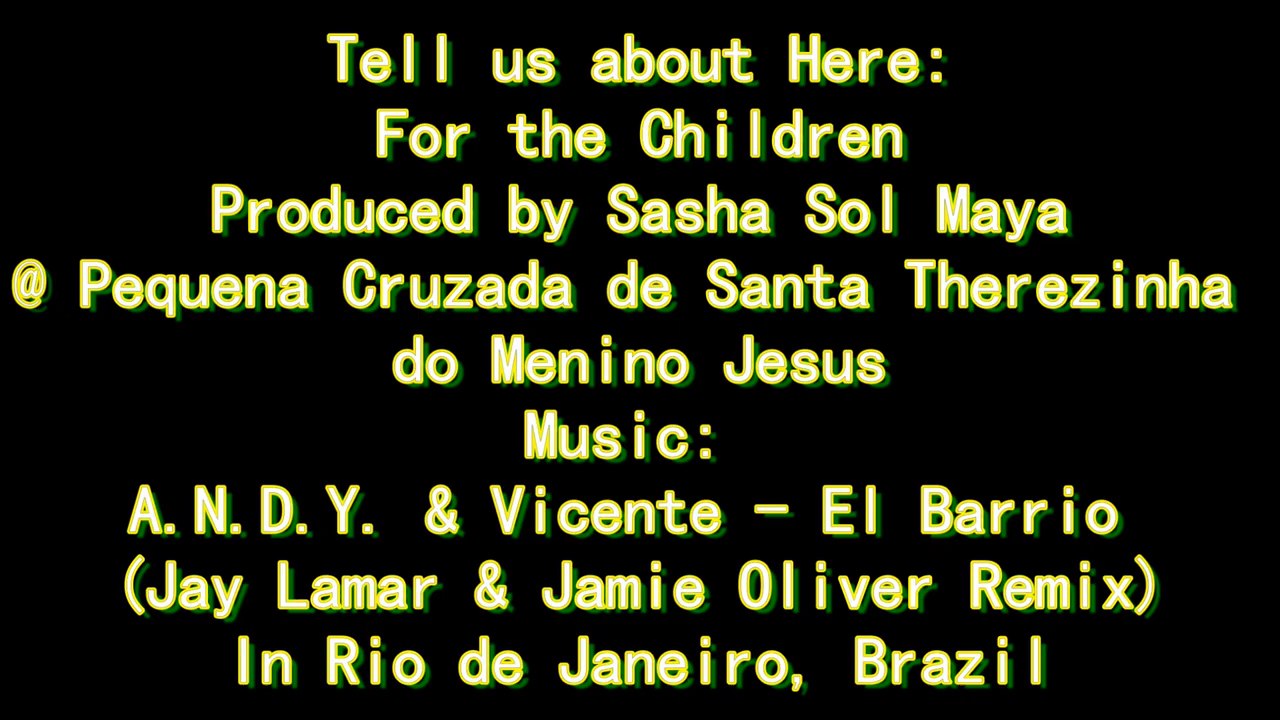 Tell us about Here:
For the Children
Produced by Sasha Sol Maya
@ Pequena Cruzada de Santa Therezinha
do Menino Jesus
Music:
A.N.D.Y. & Vicente - El Barrio
(Jay Lamar & Jamie Oliver Remix)
In Rio de Janeiro, Brazil